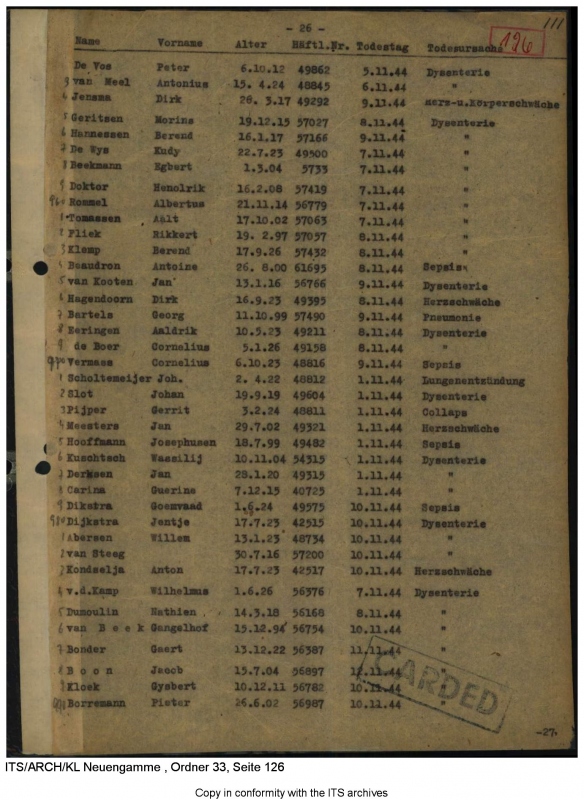 - 26 -
111
126
Name Vorname Alter Häftl.Nr. Todestag Todesursache
De Vos Peter 6.10.12 49862 5.11.44 Dysenterie
van Meel Antonius 15. 4.24 48845 6.11.44 "
Jensma Dirk 28. 3.17 49292 9.11.44 Herz-u.Körperschwäche
Geritsen Morins 19.12.15 57027 8.11.44 Dysenterie
Hannessen Berend 16.1.17 57166 9.11.44 "
De Wys Rudy 22.7.23 49500 7.11.44 "
Beekmann Egbert 1.3.04 5733 7.11.44 "
Doktor Henolrik 16.2.08 57419 7.11.44 "
Rommel Albertus 21.11.14 56779 7.11.44 "
Tomassen Aalt 17.10.02 57063 7.11.44 "
Fliek Rikkert 19. 2.97 57057 8.11.44 "
Klemp Berend 17.9.26 57432 8.11.44 "
Beaudron Antoine 26. 8.00 61695 8.11.44 Sepsis
van Kooten Jan 13.1.16 56766 9.11.44 Dysenterie
Hagendoorn Dirk 16.9.23 49395 8.11.44 Herzschwäche
Bartels Georg 11.10.99 57490 8.11.44 Pneumonie
Eeringen Aaldrik 10.5.23 49211 8.11.44 Dysenterie
de Boer Cornelius 5.1.26 49158 8.11.44 "
Vermaas Cornelius 6.10.23 48816 9.11.44 Sepsis
Scholtemeijer Joh. 2. 4.22 48812 1.11.44 Lungenentzündung
Slot Johan 19.9.19 49604 1.11.44 Dysenterie
Pijper Gerrit 3.2.24 48811 1.11.44 Collaps
Meesters Jan 29.7.02 49321 1.11.44 Herzschwäche
Hooffmann Josephusen 18.7.99 49482 1.11.44 Sepsis
Kuschtsch Wassilij 10.11.04 54315 1.11.44 Dysenterie
Derksen Jan 28.1.20 49315 1.11.44 "
Carina Guerino 7.12.15 40725 1.11.44 "
Dikstra Goemvaad 1.6.24 49575 10.11.44 Sepsis
Dijkstra Jentje 17.7.23 42515 10.11.44 Dysenterie
Abersen Willem 13.1.23 48734 10.11.44 "
van Steeg 30.7.16 57200 10.11.44 "
Kondselja Anton 17.7.23 42517 10.11.44 Herzschwäche
v.d.Kamp Wilhelmus 1.6.26 56376 7.11.44 Dysenterie
Dumoulin Mathien 14.3.18 56168 8.11.44 "
van B e e k Gangelhof 15.12.94 56754 10.11.44 "
Bonder Geert 13.12.22 56387 11.11.44 "
B o o n Jacob 15.7.04 56897 11.11.44
Kloek Gysbert 10.12.11 56782 10.11.44
Borremann Pieter 26.6.02 56987 10.11.44 "
CARDED
-27-
ITS/ARCH/KL Neuengamme , Ordner 33, Seite 126
Copy in conformity with the ITS archives